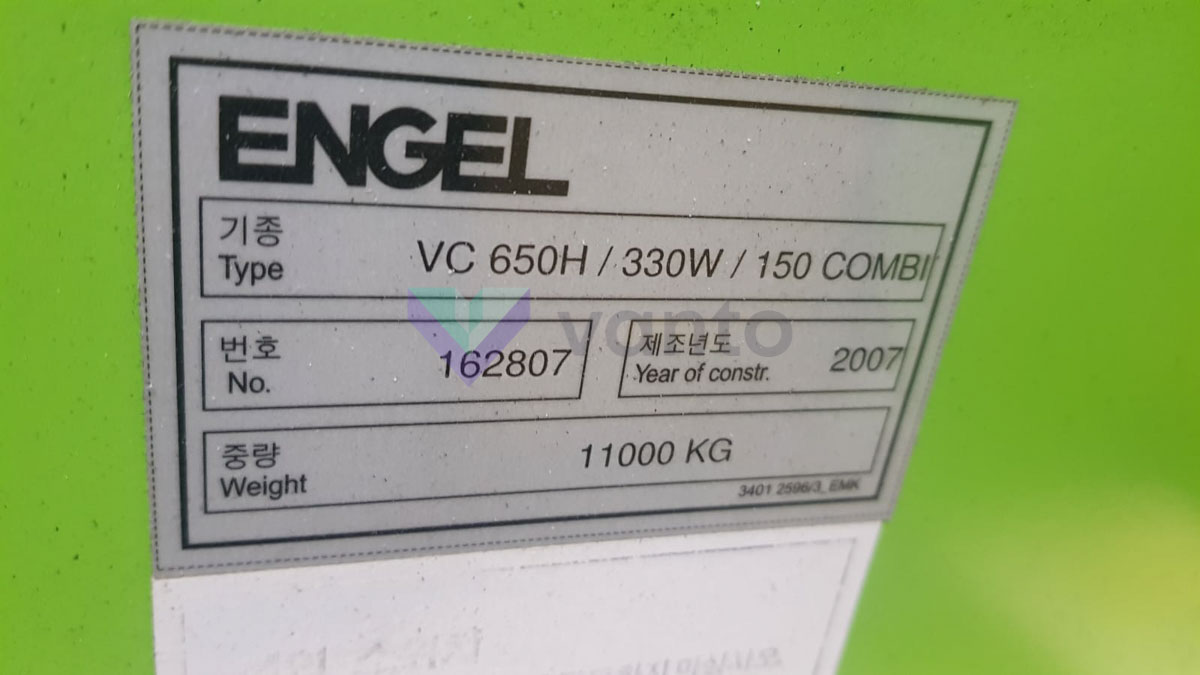 ENGEL
기종
Type
VC 650H / 330W / 150 COMBI
번호
No.
162807
제조년도
Year of constr.
2007
중량
Weight
11000 KG
3401 2596/3_EMK
vanto